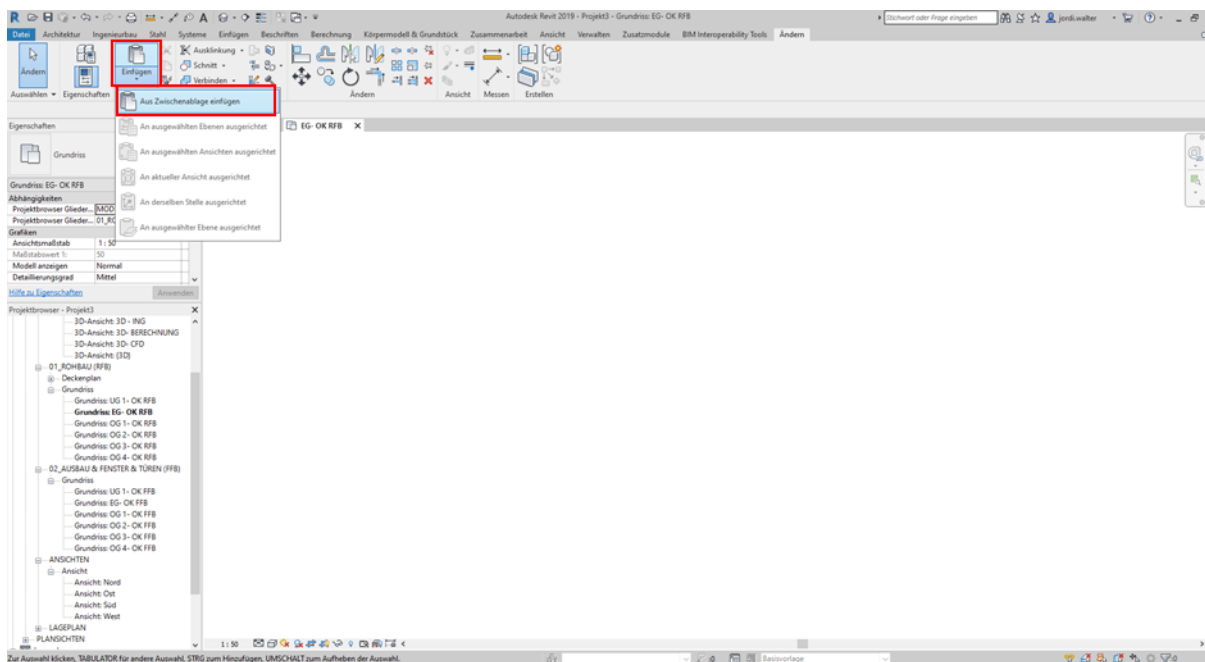 Autodesk Revit 2019 - Projekt3 - Grundriss: EG- OK RFB
Stichwort oder Frage eingeben
jordi.walter
Datei Architektur Ingenieurbau Stahl Systeme Einfügen Beschriften Berechnung Körpermodell & Grundstück Zusammenarbeit Ansicht Verwalten Zusatzmodule BIM Interoperability Tools Ändern
Ändern
Einfügen
Ausklinkung
Schnitt
Verbinden
Auswählen Eigenschaften Ändern Ansicht Messen Erstellen
Aus Zwischenablage einfügen
An ausgewählten Ebenen ausgerichtet
An ausgewählten Ansichten ausgerichtet
An aktueller Ansicht ausgerichtet
An derselben Stelle ausgerichtet
An ausgewählter Ebene ausgerichtet
EG- OK RFB
Eigenschaften
Grundriss
Grundriss: EG- OK RFB
Abhängigkeiten
Projektbrowser Glieder... MOD
Projektbrowser Glieder... 01_RO
Grafiken
Ansichtsmaßstab 1 : 50
Maßstabswert 1: 50
Modell anzeigen Normal
Detaillierungsgrad Mittel
Hilfe zu Eigenschaften Anwenden
Projektbrowser - Projekt3
3D-Ansicht: 3D - ING
3D-Ansicht: 3D- BERECHNUNG
3D-Ansicht: 3D- CFD
3D-Ansicht: {3D}
01_ROHBAU (RFB)
Deckenplan
Grundriss
Grundriss: UG 1- OK RFB
Grundriss: EG- OK RFB
Grundriss: OG 1- OK RFB
Grundriss: OG 2- OK RFB
Grundriss: OG 3- OK RFB
Grundriss: OG 4- OK RFB
02_AUSBAU & FENSTER & TÜREN (FFB)
Grundriss
Grundriss: UG 1- OK FFB
Grundriss: EG- OK FFB
Grundriss: OG 1- OK FFB
Grundriss: OG 2- OK FFB
Grundriss: OG 3- OK FFB
Grundriss: OG 4- OK FFB
ANSICHTEN
Ansicht
Ansicht: Nord
Ansicht: Ost
Ansicht: Süd
Ansicht: West
LAGEPLAN
PLANSICHTEN
1 : 50
Zur Auswahl klicken, TABULATOR für andere Auswahl, STRG zum Hinzufügen, UMSCHALT zum Aufheben der Auswahl.
:0
Basisvorlage
:0